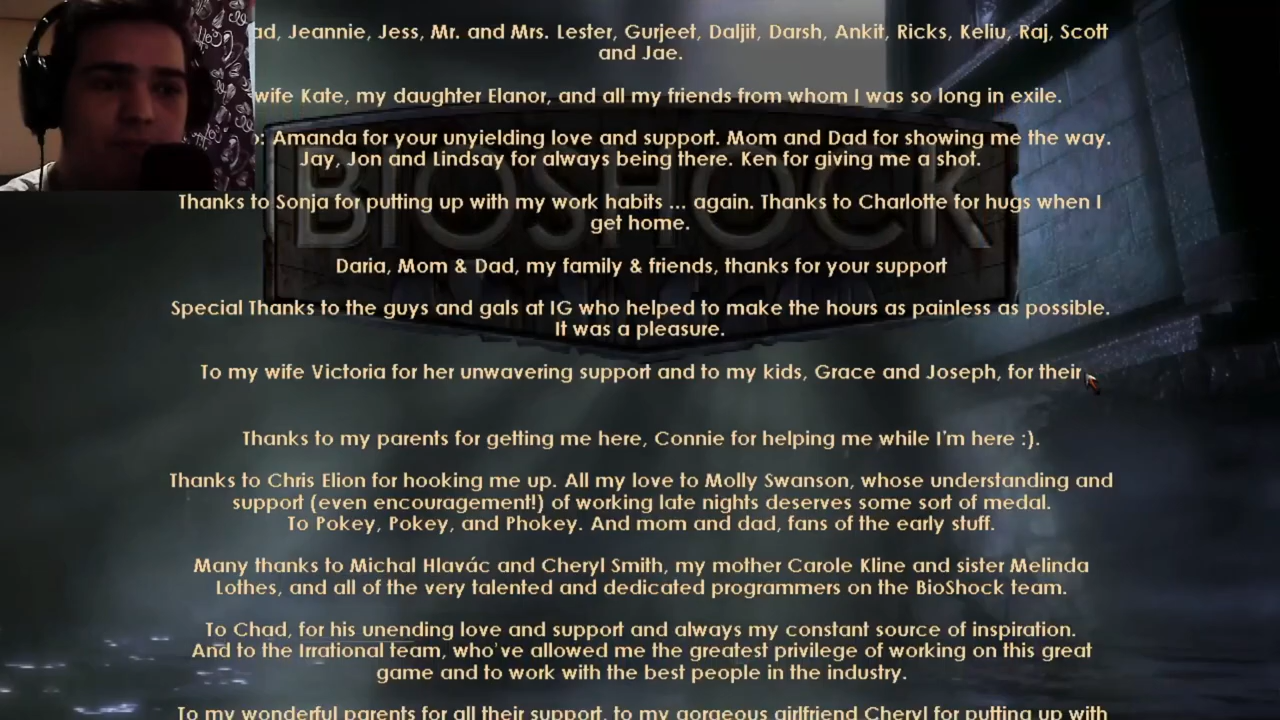 ad, Jeannie, Jess, Mr. and Mrs. Lester, Gurjeet, Daljit, Darsh, Ankit, Ricks, Keliu, Raj, Scott
and Jae.
wife Kate, my daughter Elanor, and all my friends from whom I was so long in exile.
: Amanda for your unyielding love and support. Mom and Dad for showing me the way.
Jay, Jon and Lindsay for always being there. Ken for giving me a shot.
BIOSHOCK
Thanks to Sonja for putting up with my work habits ... again. Thanks to Charlotte for hugs when I
get home.
Daria, Mom & Dad, my family & friends, thanks for your support
Special Thanks to the guys and gals at IG who helped to make the hours as painless as possible.
It was a pleasure.
To my wife Victoria for her unwavering support and to my kids, Grace and Joseph, for their
Thanks to my parents for getting me here, Connie for helping me while I'm here :).
Thanks to Chris Elion for hooking me up. All my love to Molly Swanson, whose understanding and
support (even encouragement!) of working late nights deserves some sort of medal.
To Pokey, Pokey, and Phokey. And mom and dad, fans of the early stuff.
Many thanks to Michal Hlavác and Cheryl Smith, my mother Carole Kline and sister Melinda
Lothes, and all of the very talented and dedicated programmers on the BioShock team.
To Chad, for his unending love and support and always my constant source of inspiration.
And to the Irrational team, who've allowed me the greatest privilege of working on this great
game and to work with the best people in the industry.
To my wonderful parents for all their support, to my gorgeous girlfriend Cheryl for putting up with